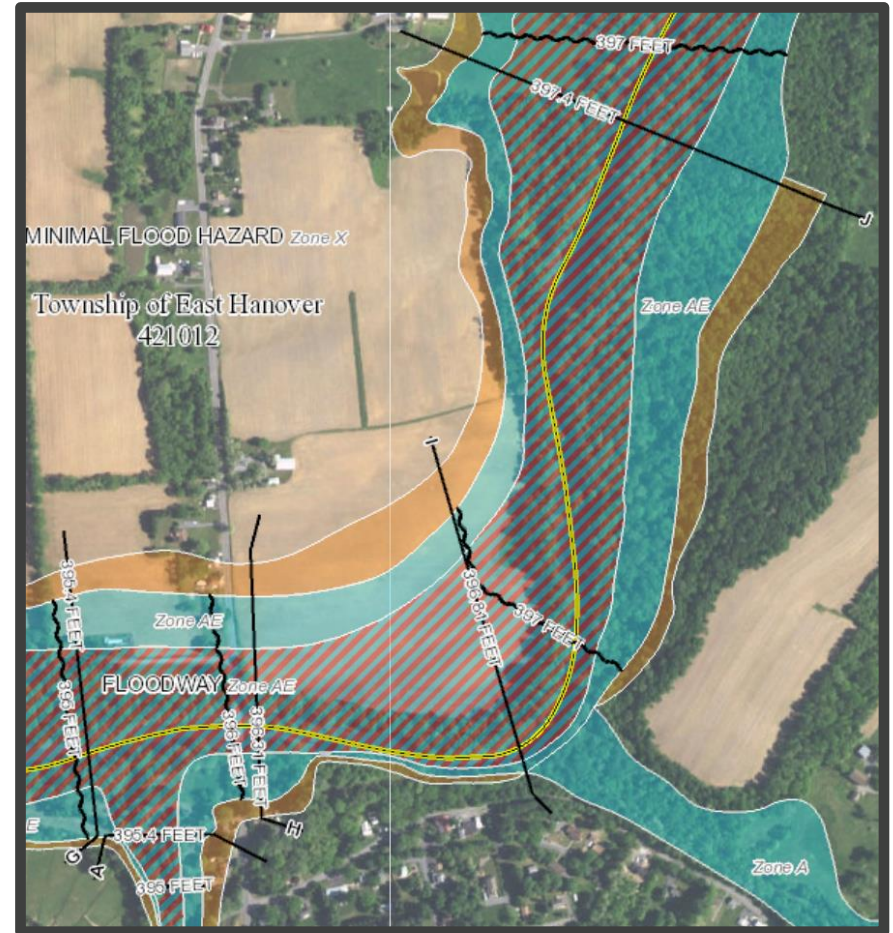 397 FEET
397.4 FEET
J
MINIMAL FLOOD HAZARD Zone X
Township of East Hanover
421012
Zone AE
I
395.4 FEET
396.81 FEET
397 FEET
Zone AE
FLOODWAY Zone AE
395 FEET
396 FEET
396.31 FEET
E
395.4 FEET
H
G
A
395 FEET
Zone A